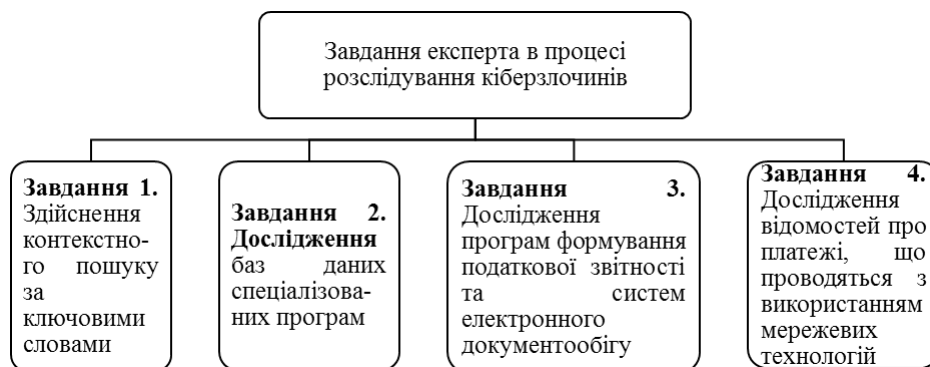 Завдання експерта в процесі
розслідування кіберзлочинів
Завдання 1.
Здійснення
контекстно-
го пошуку
за
ключовими
словами
Завдання 2.
Дослідження
баз даних
спеціалізова-
них програм
Завдання 3.
Дослідження
програм формування
податкової звітності
та систем
електронного
документообігу
Завдання 4.
Дослідження
відомостей про
платежі, що
проводяться з
використанням
мережевих
технологій